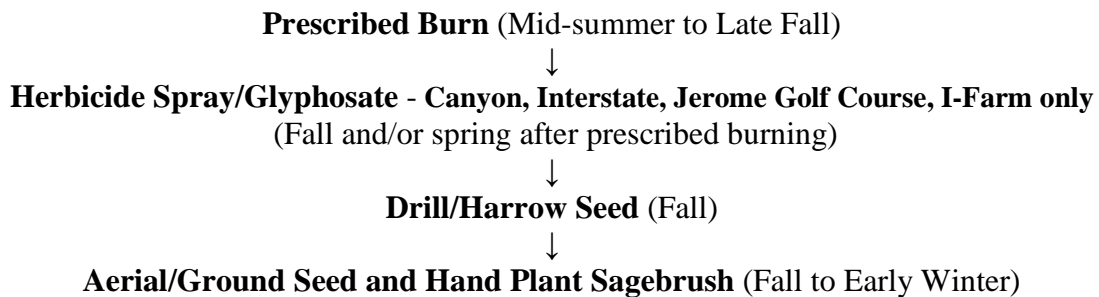 Prescribed Burn (Mid-summer to Late Fall)
↓
Herbicide Spray/Glyphosate - Canyon, Interstate, Jerome Golf Course, I-Farm only
(Fall and/or spring after prescribed burning)
↓
Drill/Harrow Seed (Fall)
↓
Aerial/Ground Seed and Hand Plant Sagebrush (Fall to Early Winter)